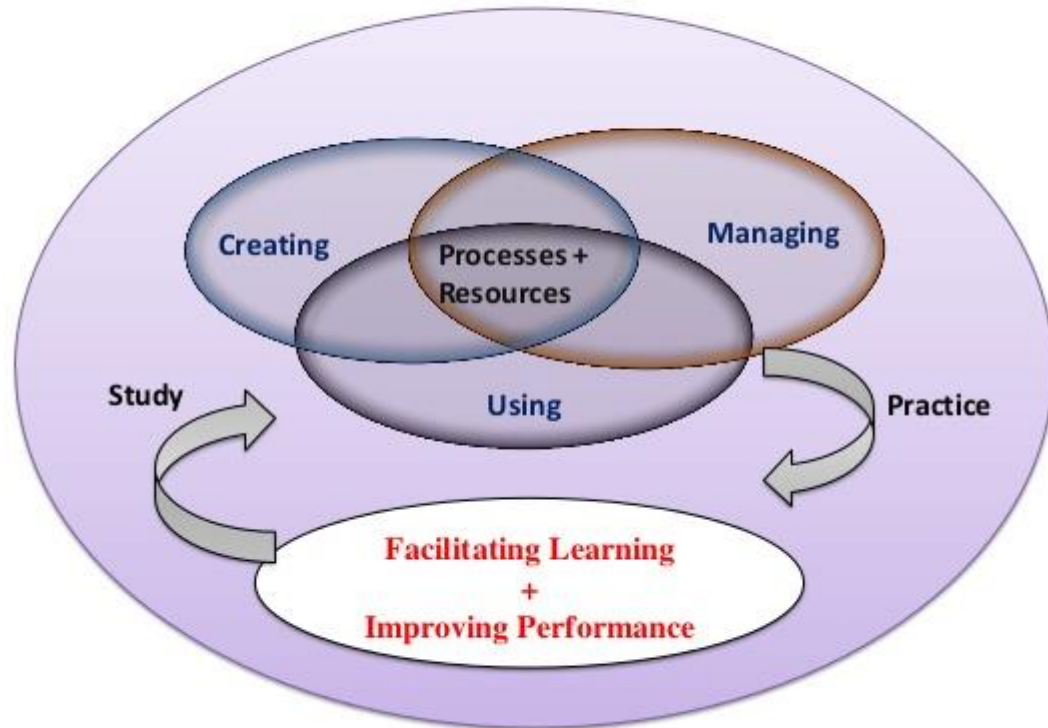 Creating
Managing
Processes +
Resources
Study
Using
Practice
Facilitating Learning
+
Improving Performance